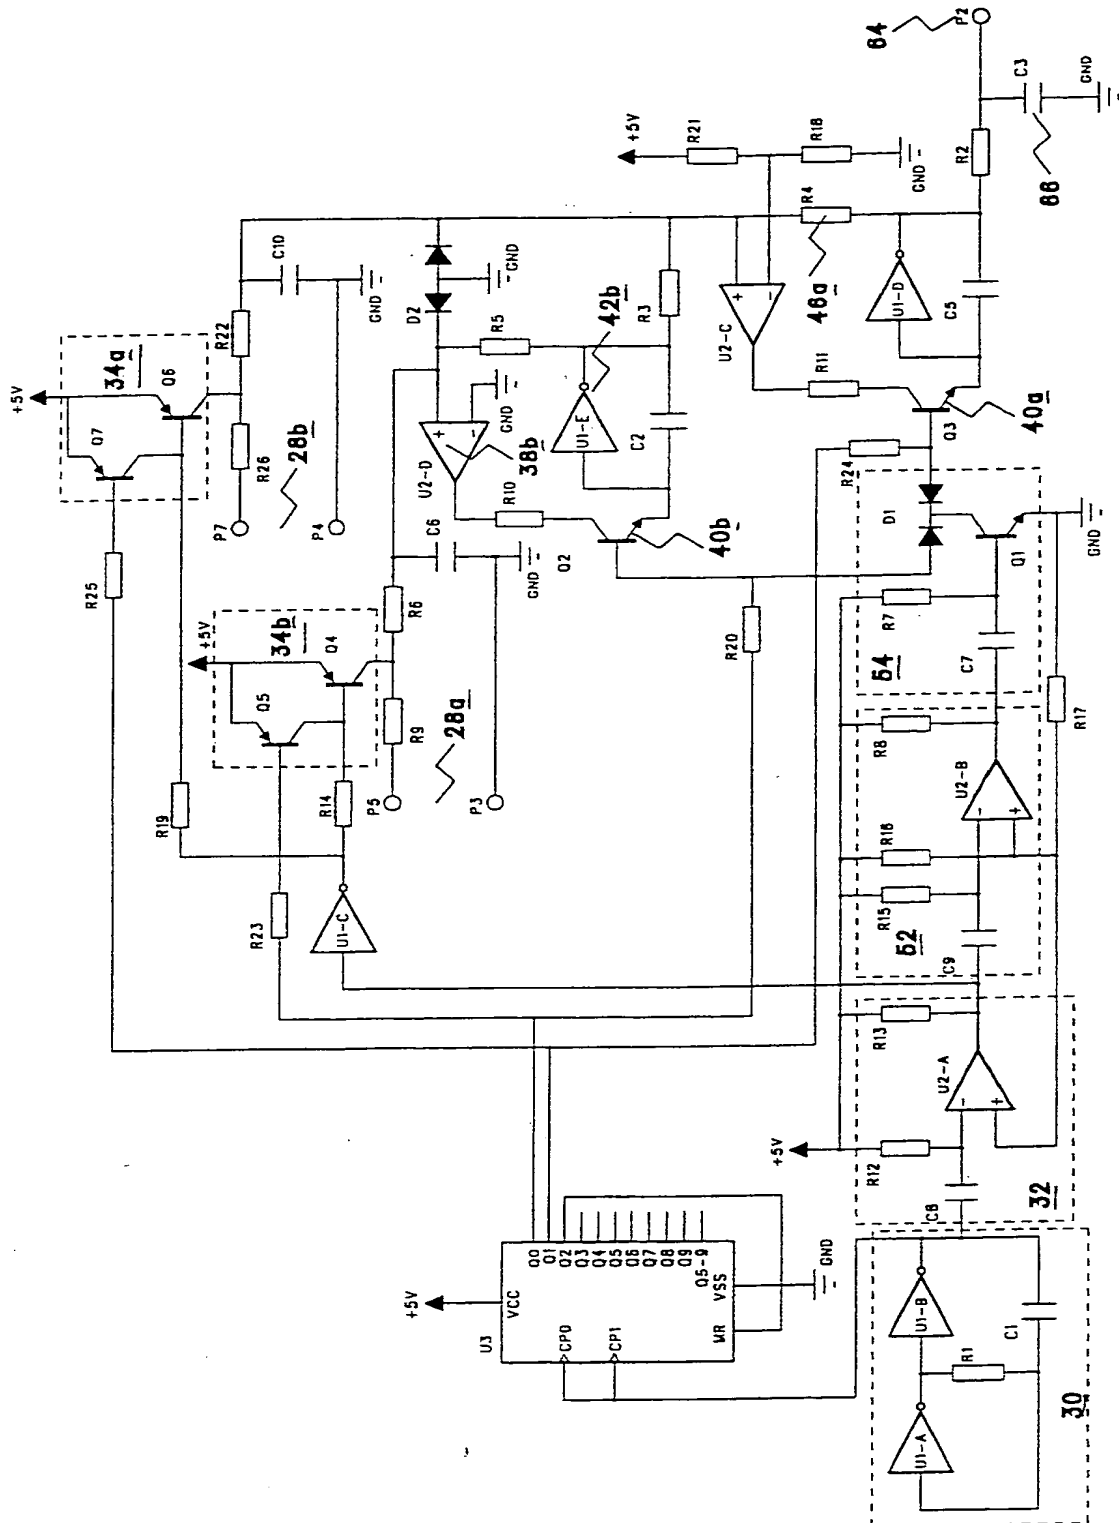 64
P2
C3
GND
66
R2
+5V
R21
R18
GND
R4
46a
U1-D
C5
U2-C
R11
Q3
40a
R24
+5V
34a
Q7
Q6
R22
C10
GND
R26
28b
P7
P4
R25
D2
GND
R5
42b
R3
GND
U1-E
C2
38b
U2-D
R10
C6
GND
Q2
40b
R6
+5V
34b
Q5
Q4
R9
28a
P5
P3
R19
R14
R23
U1-C
R20
D1
Q1
GND
R7
54
C7
R17
R8
U2-B
R16
R15
52
C9
R13
U2-A
+5V
R12
C8
32
+5V
VCC
U3
CP0
CP1
Q0
Q1
Q2
Q3
Q4
Q5
Q6
Q7
Q8
Q9
Q5-9
VSS
MR
GND
U1-B
U1-A
R1
C1
30
+
-
+
-
-
+
-
+